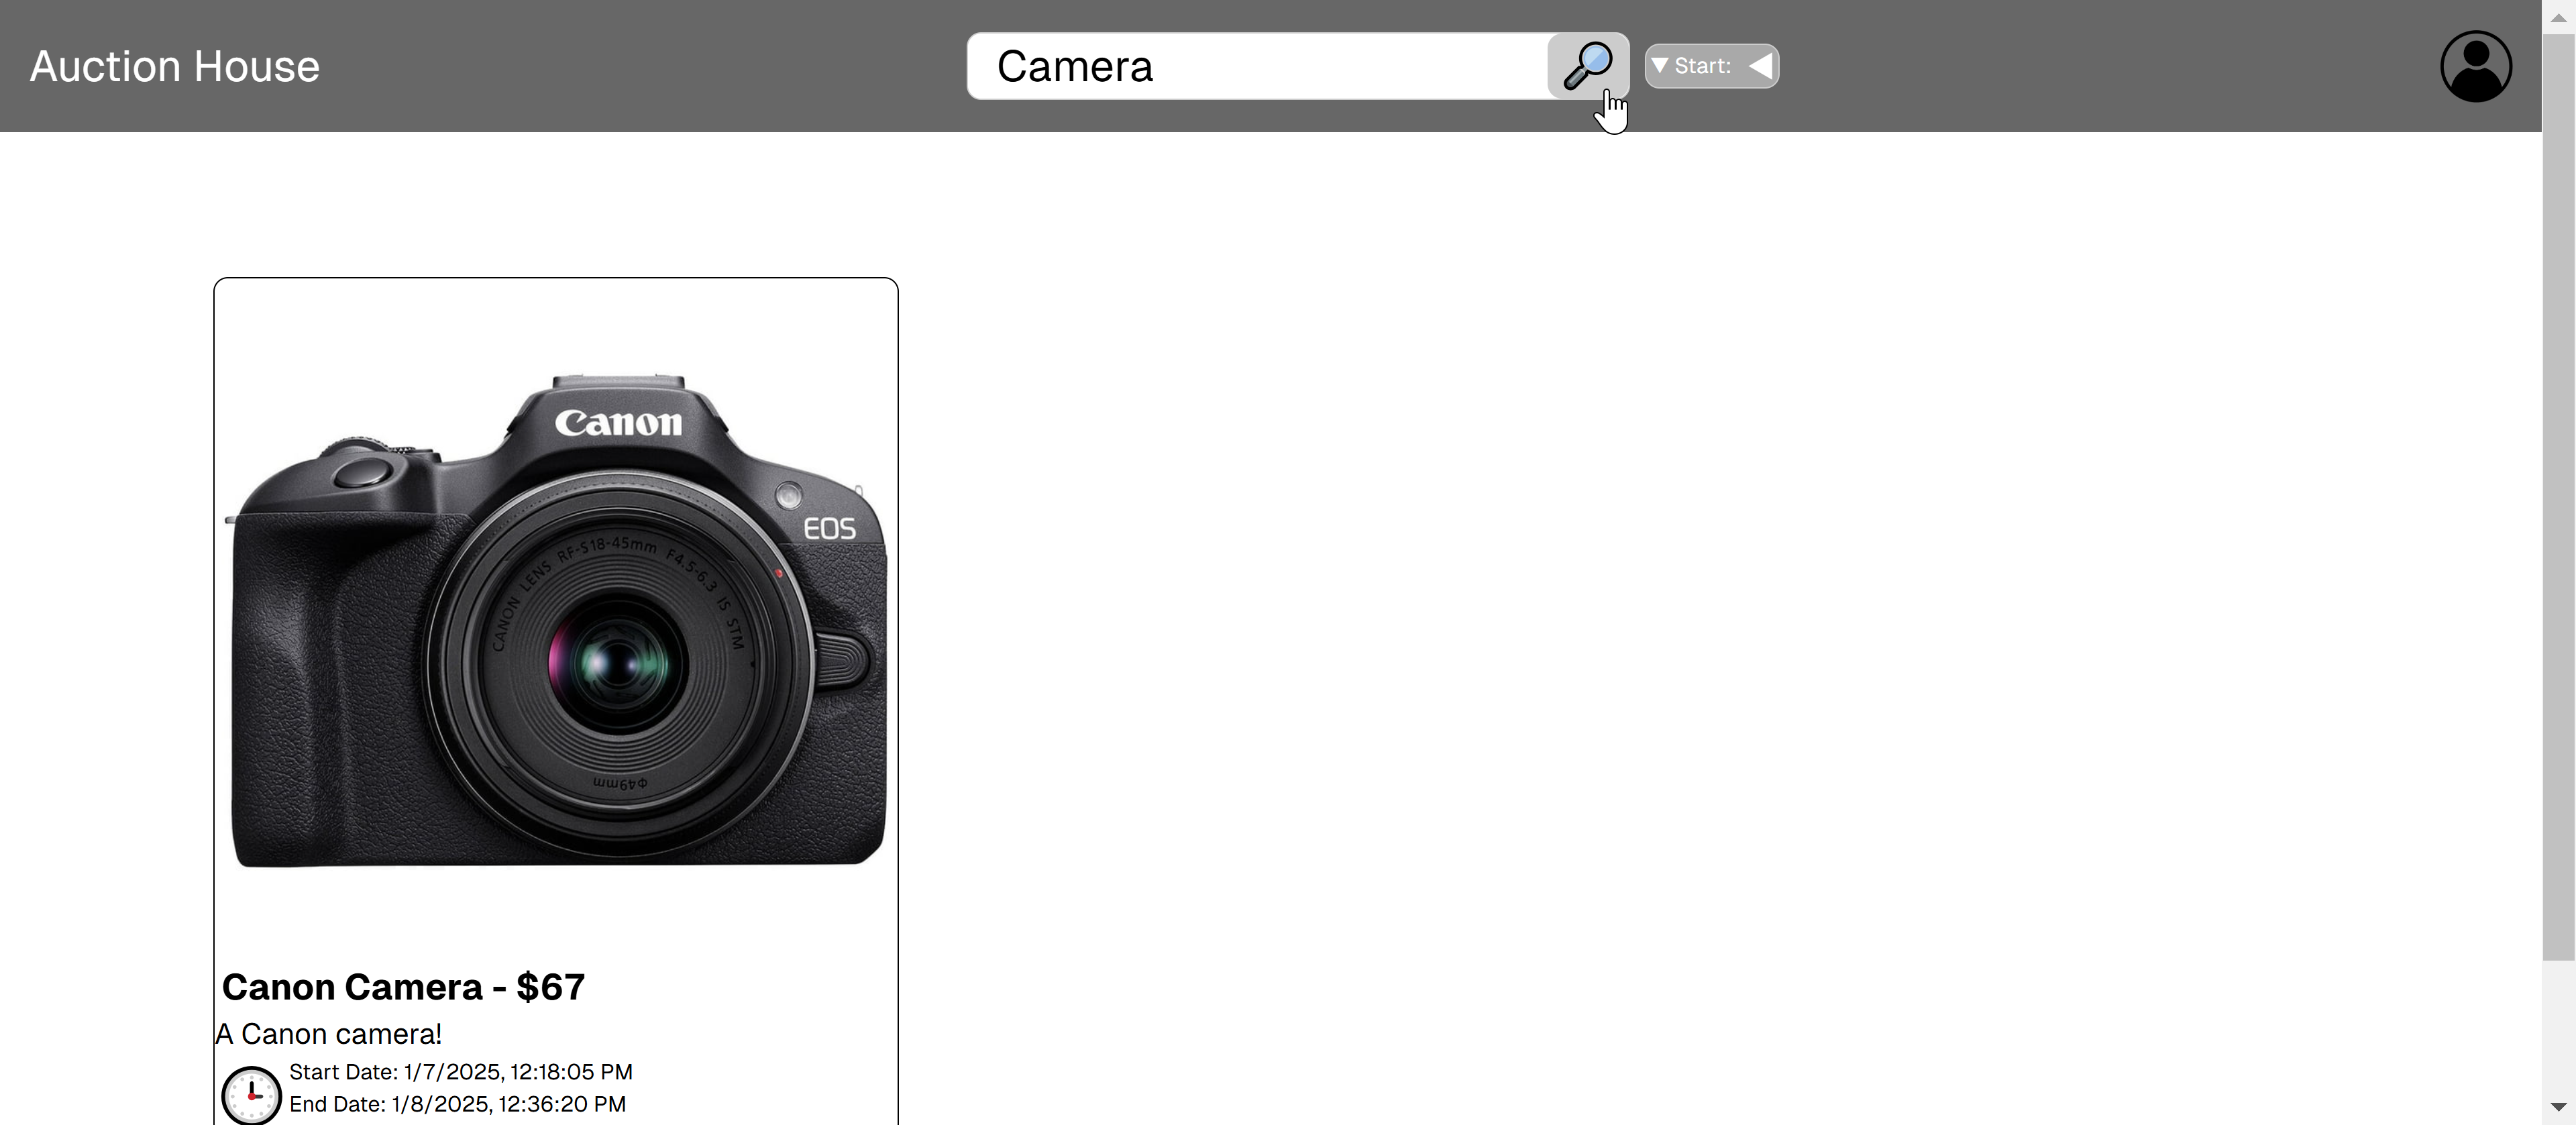 Auction House
Camera
▼ Start: ◀
Canon
EOS
CANON LENS RF-S18-45mm F4.5-6.3 IS STM
Φ49mm
Canon Camera - $67
A Canon camera!
Start Date: 1/7/2025, 12:18:05 PM
End Date: 1/8/2025, 12:36:20 PM